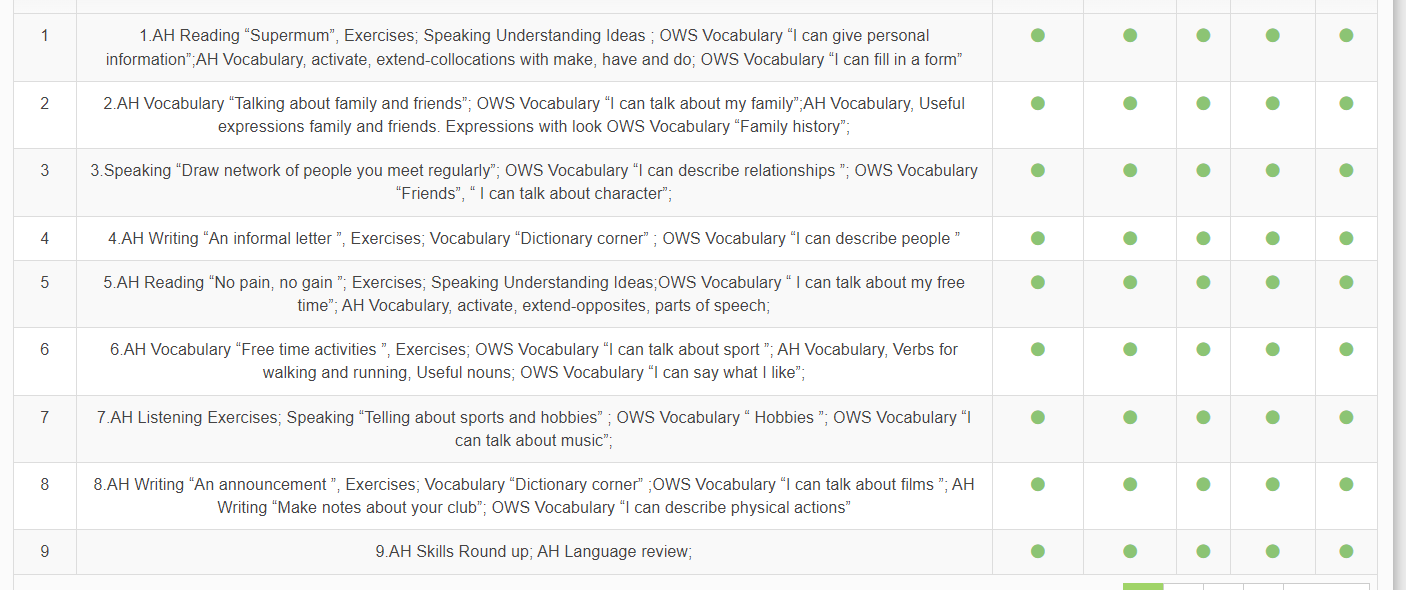 1
1.AH Reading “Supermum”, Exercises; Speaking Understanding Ideas ; OWS Vocabulary “I can give personal
information”;AH Vocabulary, activate, extend-collocations with make, have and do; OWS Vocabulary “I can fill in a form”
2
2.AH Vocabulary “Talking about family and friends”; OWS Vocabulary “I can talk about my family”;AH Vocabulary, Useful
expressions family and friends. Expressions with look OWS Vocabulary “Family history”;
3
3.Speaking “Draw network of people you meet regularly”; OWS Vocabulary “I can describe relationships ”; OWS Vocabulary
“Friends”, “ I can talk about character”;
4
4.AH Writing “An informal letter ”, Exercises; Vocabulary “Dictionary corner” ; OWS Vocabulary “I can describe people ”
5
5.AH Reading “No pain, no gain ”; Exercises; Speaking Understanding Ideas;OWS Vocabulary “ I can talk about my free
time”; AH Vocabulary, activate, extend-opposites, parts of speech;
6
6.AH Vocabulary “Free time activities ”, Exercises; OWS Vocabulary “I can talk about sport ”; AH Vocabulary, Verbs for
walking and running, Useful nouns; OWS Vocabulary “I can say what I like”;
7
7.AH Listening Exercises; Speaking “Telling about sports and hobbies” ; OWS Vocabulary “ Hobbies ”; OWS Vocabulary “I
can talk about music”;
8
8.AH Writing “An announcement ”, Exercises; Vocabulary “Dictionary corner” ;OWS Vocabulary “I can talk about films ”; AH
Writing “Make notes about your club”; OWS Vocabulary “I can describe physical actions”
9
9.AH Skills Round up; AH Language review;